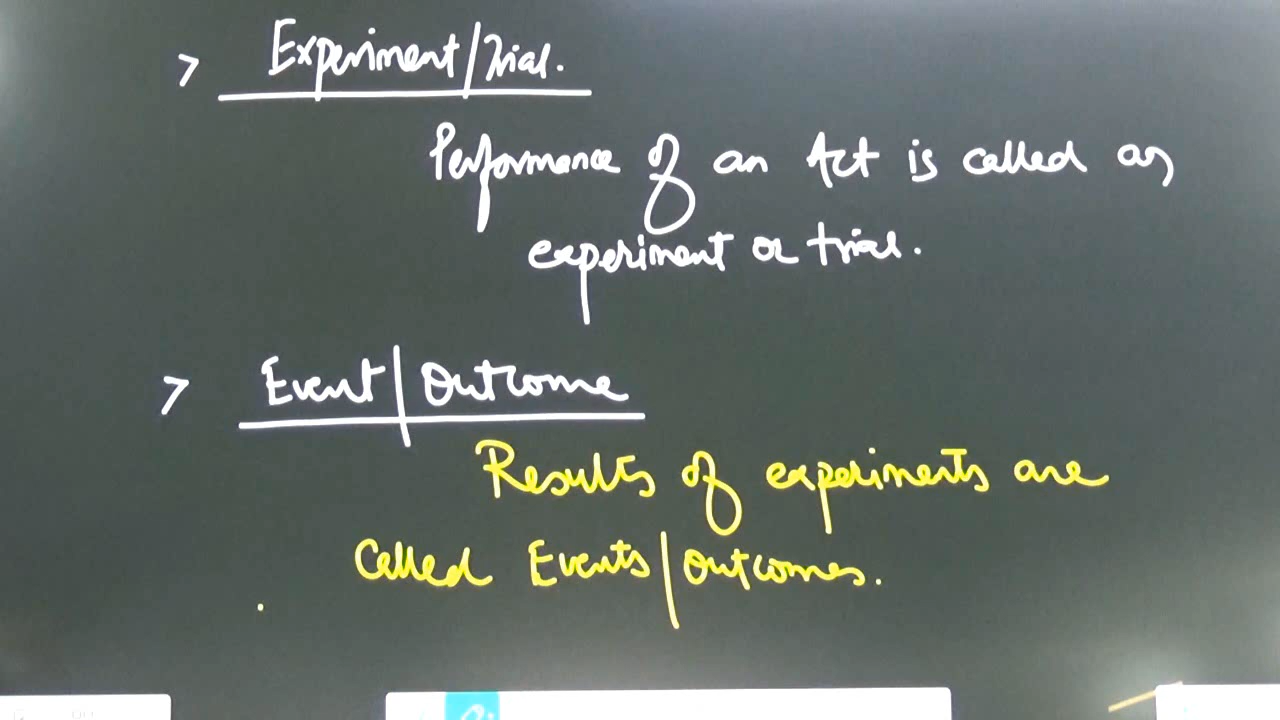 > Experiment/Trial.
Performance of an Act is called as
experiment or trial.
> Event/Outcome
Results of experiments are
Called Events/Outcomes.